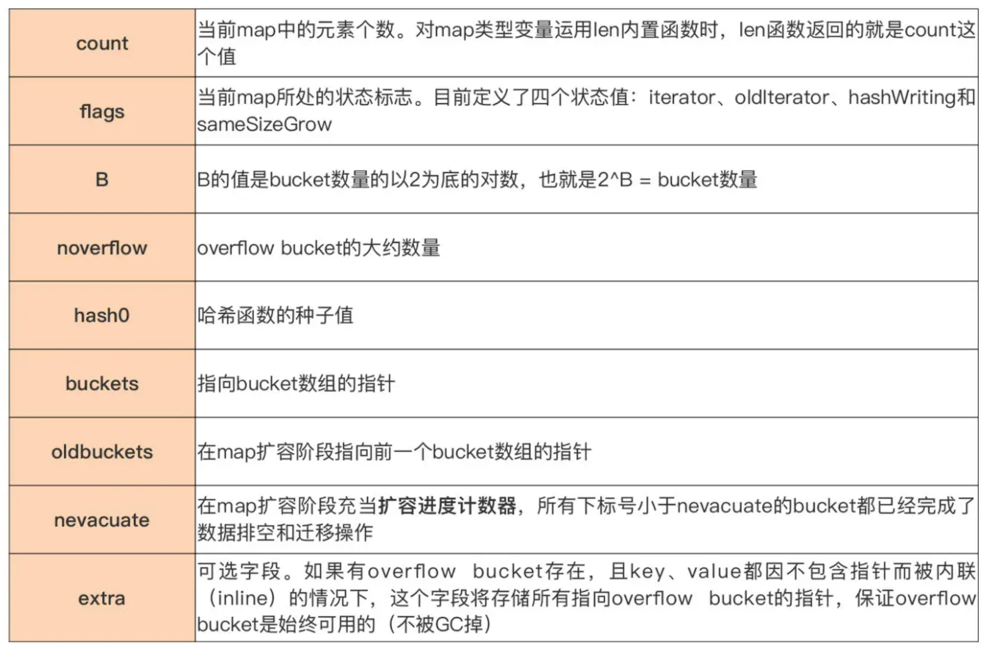 count
当前map中的元素个数。对map类型变量运用len内置函数时，len函数返回的就是count这
个值
flags
当前map所处的状态标志。目前定义了四个状态值：iterator、oldIterator、hashWriting和
sameSizeGrow
B
B的值是bucket数量的以2为底的对数，也就是2^B = bucket数量
noverflow
overflow bucket的大约数量
hash0
哈希函数的种子值
buckets
指向bucket数组的指针
oldbuckets
在map扩容阶段指向前一个bucket数组的指针
nevacuate
在map扩容阶段充当扩容进度计数器，所有下标号小于nevacuate的bucket都已经完成了
数据排空和迁移操作
extra
可选字段。如果有overflow bucket存在，且key、value都因不包含指针而被内联
（inline）的情况下，这个字段将存储所有指向overflow bucket的指针，保证overflow
bucket是始终可用的（不被GC掉）